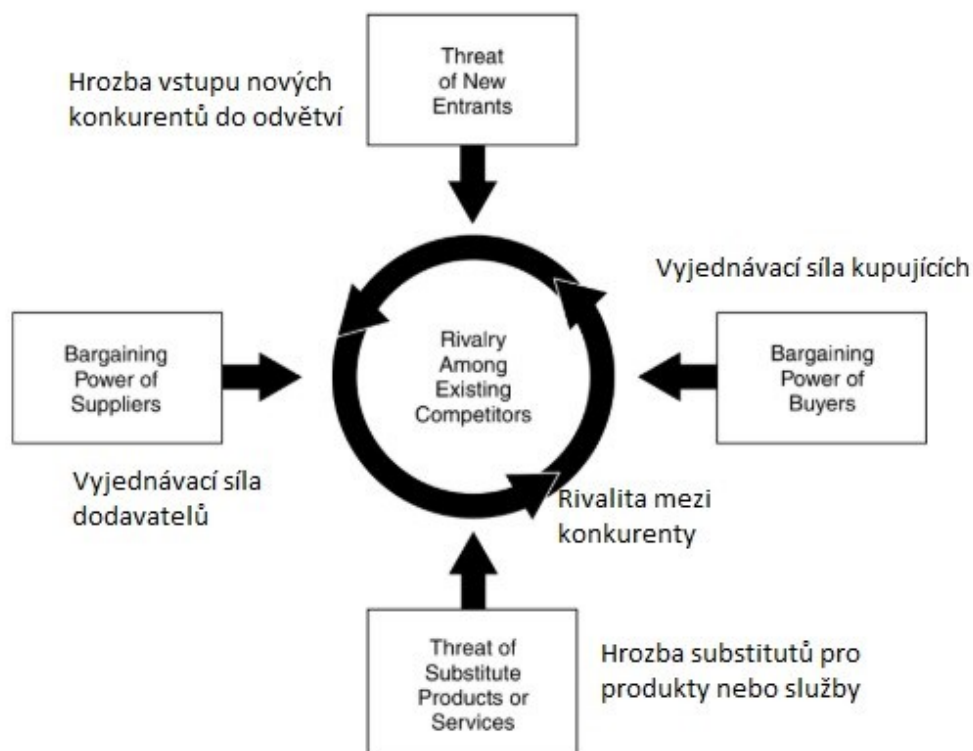 Threat
of New
Entrants
Hrozba vstupu nových
konkurentů do odvětví
Vyjednávací síla kupujících
Bargaining
Power of
Suppliers
Rivalry
Among
Existing
Competitors
Bargaining
Power of
Buyers
Vyjednávací síla
dodavatelů
Rivalita mezi
konkurenty
Threat of
Substitute
Products or
Services
Hrozba substitutů pro
produkty nebo služby